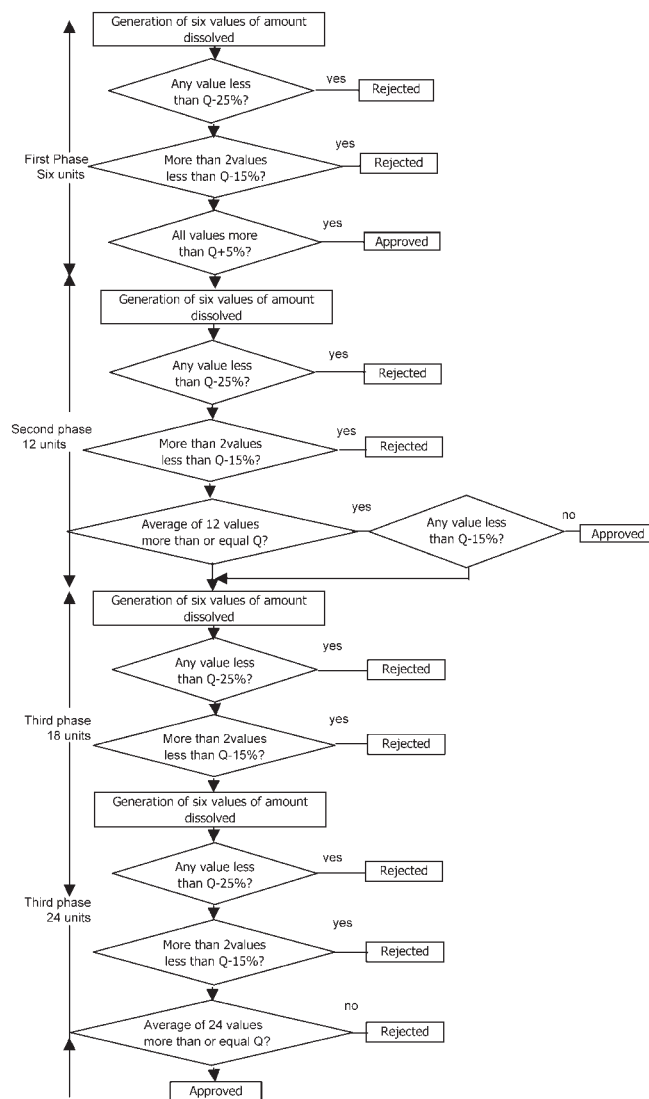 Generation of six values of amount
dissolved
Any value less
than Q-25%?
yes
Rejected
First Phase
Six units
More than 2values
less than Q-15%?
yes
Rejected
All values more
than Q+5%?
yes
Approved
Generation of six values of amount
dissolved
Any value less
than Q-25%?
yes
Rejected
Second phase
12 units
More than 2values
less than Q-15%?
yes
Rejected
Average of 12 values
more than or equal Q?
yes
Any value less
than Q-15%?
no
Approved
Generation of six values of amount
dissolved
Any value less
than Q-25%?
yes
Rejected
Third phase
18 units
More than 2values
less than Q-15%?
yes
Rejected
Generation of six values of amount
dissolved
Any value less
than Q-25%?
yes
Rejected
Third phase
24 units
More than 2values
less than Q-15%?
yes
Rejected
Average of 24 values
more than or equal Q?
no
Rejected
Approved